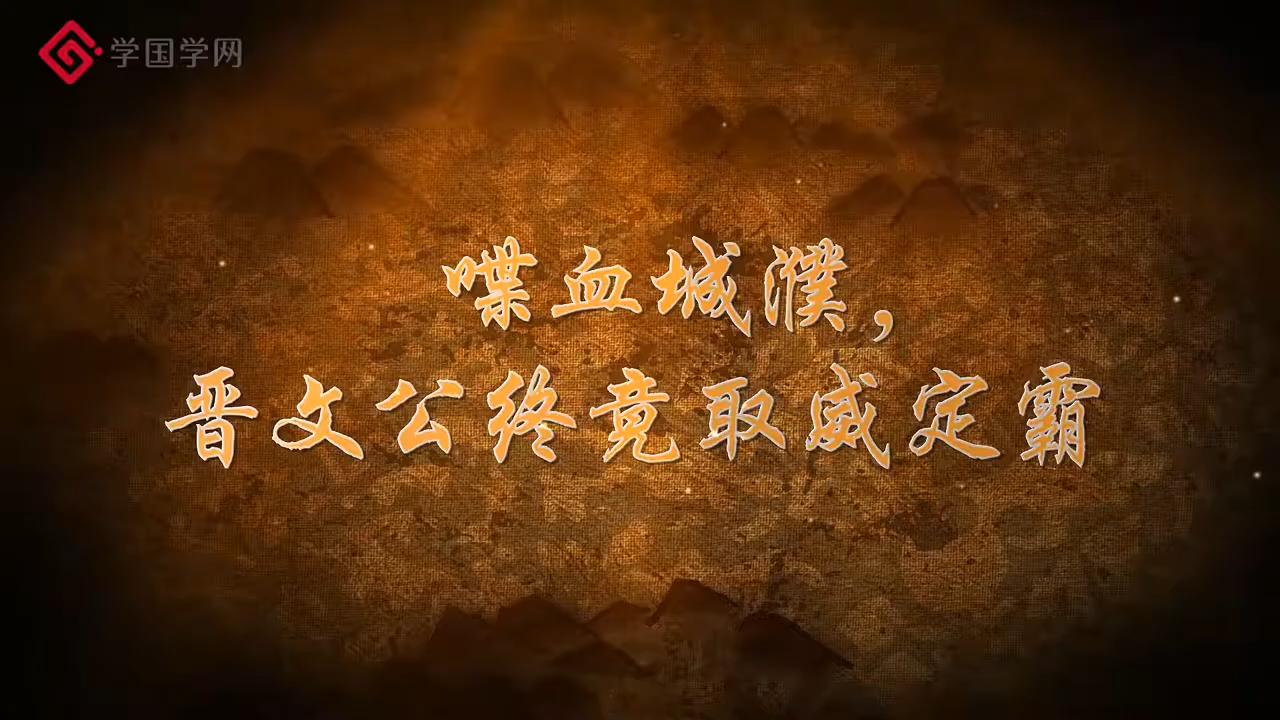 学国学网
喋血城濮，
晋文公终竟取威定霸